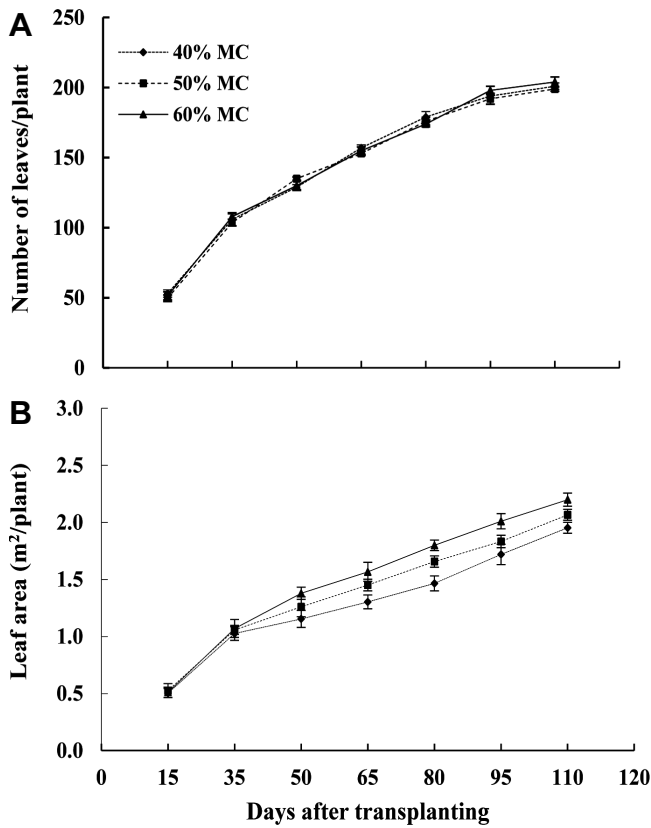 A
40% MC
50% MC
60% MC
Number of leaves/plant
250
200
150
100
50
0
B
Leaf area (m²/plant)
3.0
2.5
2.0
1.5
1.0
0.5
0.0
0 15 35 50 65 80 95 110 120
Days after transplanting